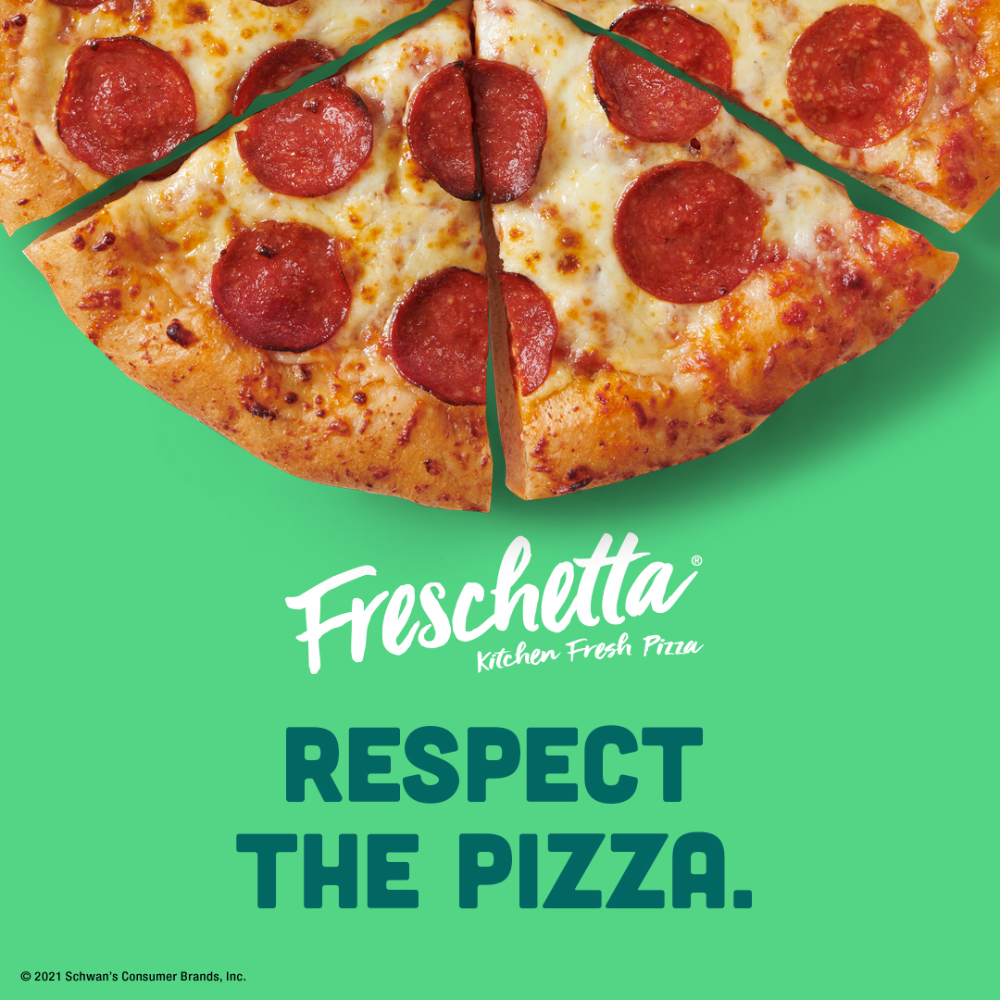 Freschetta®
Kitchen Fresh Pizza
RESPECT
THE PIZZA.
© 2021 Schwan's Consumer Brands, Inc.